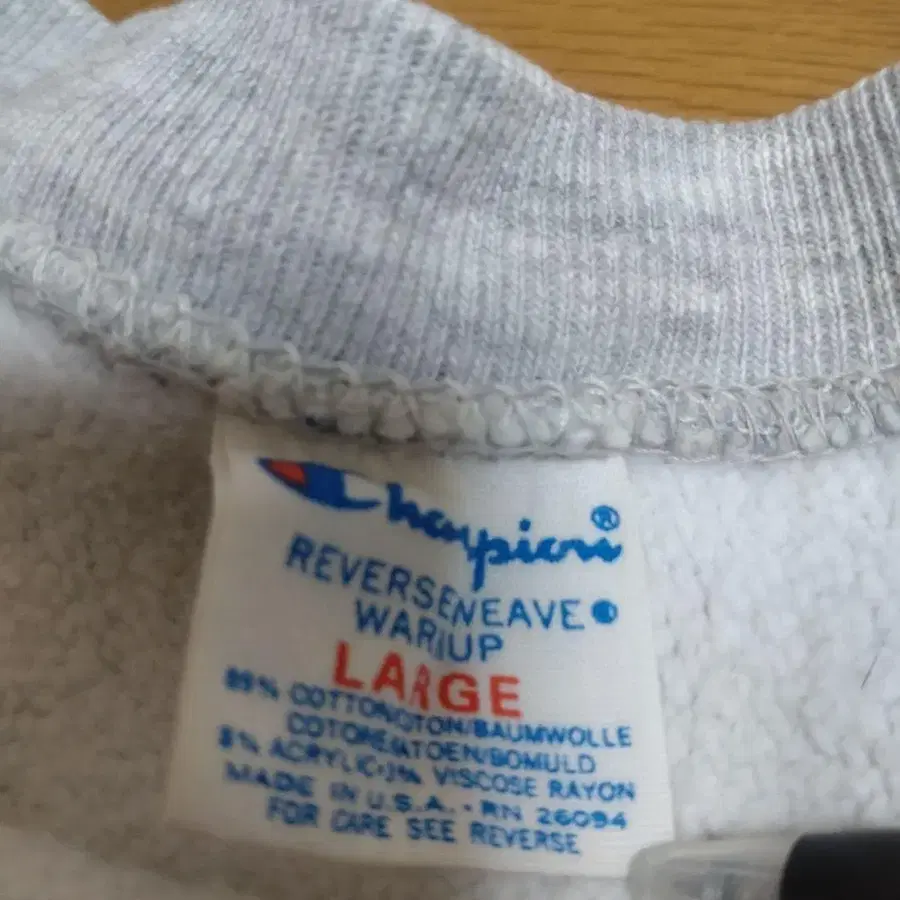 Champion®
REVERSE WEAVE®
WARM UP
LARGE
89% COTTON/COTON/BAUMWOLLE
COTONE/KATOEN/BOMULD
8% ACRYLIC·3% VISCOSE RAYON
MADE IN U.S.A. · RN 26094
FOR CARE SEE REVERSE